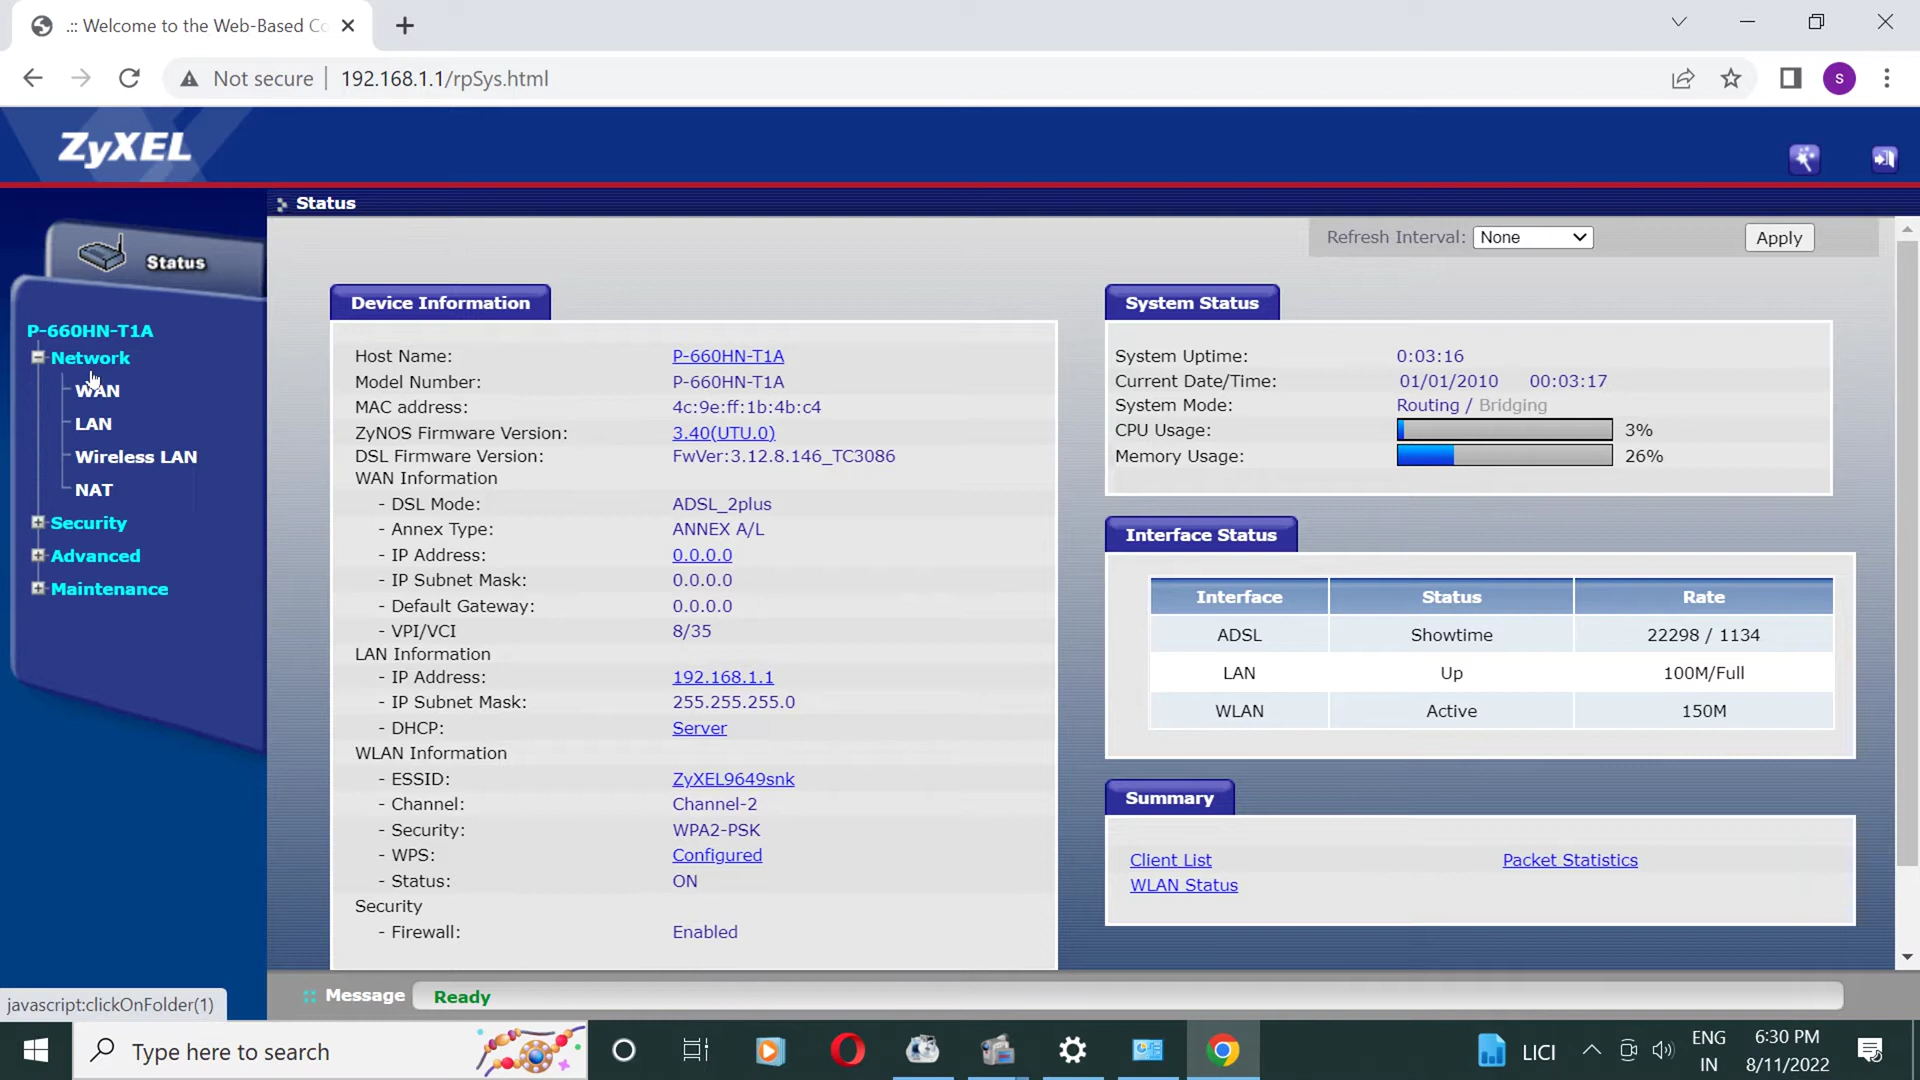 .:: Welcome to the Web-Based Co
Not secure
192.168.1.1/rpSys.html
S
ZyXEL
Status
Status
Refresh Interval: None Apply
P-660HN-T1A
Network
WAN
LAN
Wireless LAN
NAT
Security
Advanced
Maintenance
Device Information
Host Name: P-660HN-T1A
Model Number: P-660HN-T1A
MAC address: 4c:9e:ff:1b:4b:c4
ZyNOS Firmware Version: 3.40(UTU.0)
DSL Firmware Version: FwVer:3.12.8.146_TC3086
WAN Information
- DSL Mode: ADSL_2plus
- Annex Type: ANNEX A/L
- IP Address: 0.0.0.0
- IP Subnet Mask: 0.0.0.0
- Default Gateway: 0.0.0.0
- VPI/VCI 8/35
LAN Information
- IP Address: 192.168.1.1
- IP Subnet Mask: 255.255.255.0
- DHCP: Server
WLAN Information
- ESSID: ZyXEL9649snk
- Channel: Channel-2
- Security: WPA2-PSK
- WPS: Configured
- Status: ON
Security
- Firewall: Enabled
System Status
System Uptime: 0:03:16
Current Date/Time: 01/01/2010 00:03:17
System Mode: Routing / Bridging
CPU Usage: 3%
Memory Usage: 26%
Interface Status
Interface Status Rate
ADSL Showtime 22298 / 1134
LAN Up 100M/Full
WLAN Active 150M
Summary
Client List Packet Statistics
WLAN Status
Message Ready
javascript:clickOnFolder(1)
Type here to search
LICI
ENG
IN
6:30 PM
8/11/2022